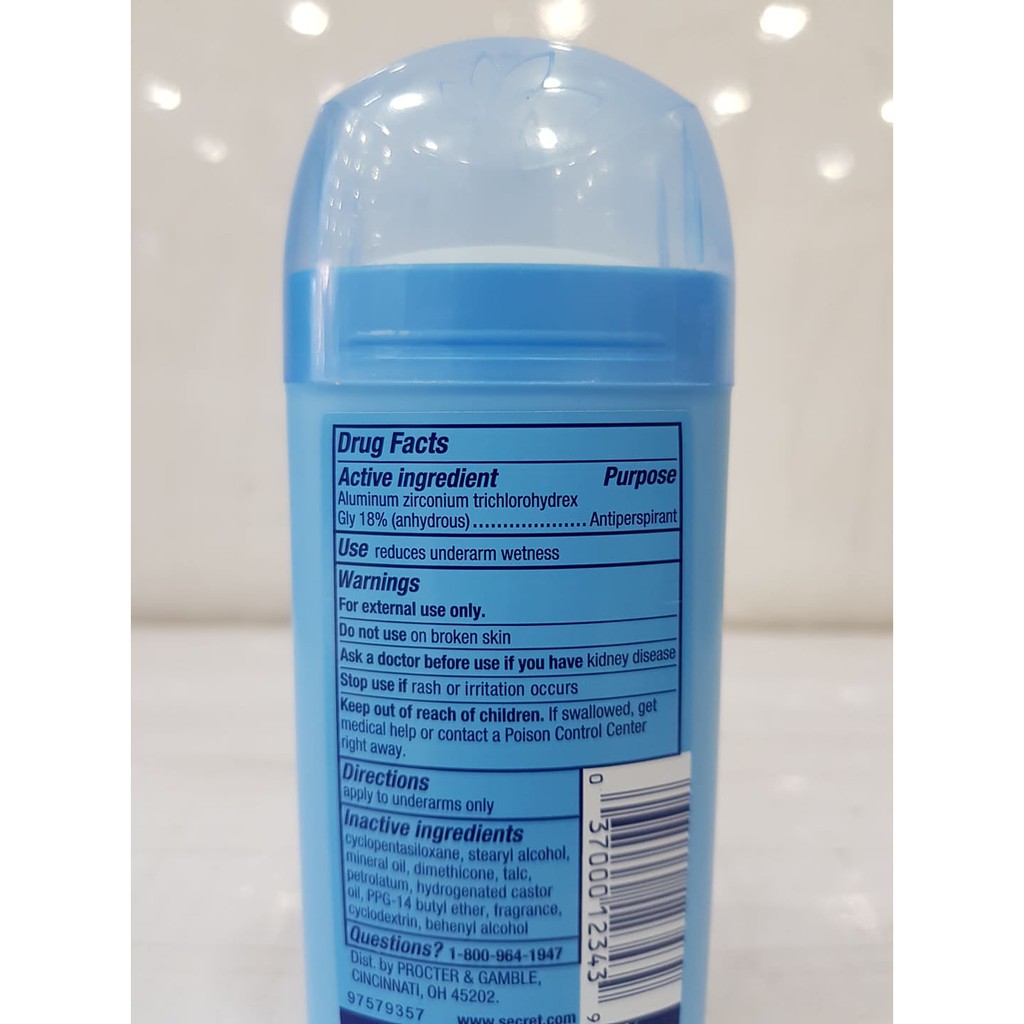 Drug Facts
Active ingredient Purpose
Aluminum zirconium trichlorohydrex
Gly 18% (anhydrous)................... Antiperspirant
Use reduces underarm wetness
Warnings
For external use only.
Do not use on broken skin
Ask a doctor before use if you have kidney disease
Stop use if rash or irritation occurs
Keep out of reach of children. If swallowed, get
medical help or contact a Poison Control Center
right away.
Directions
apply to underarms only
Inactive ingredients
cyclopentasiloxane, stearyl alcohol,
mineral oil, dimethicone, talc,
petrolatum, hydrogenated castor
oil, PPG-14 butyl ether, fragrance,
cyclodextrin, behenyl alcohol
Questions? 1-800-964-1947
Dist. by PROCTER & GAMBLE,
CINCINNATI, OH 45202.
97579357
www.secret.com
0 37000 12343 9